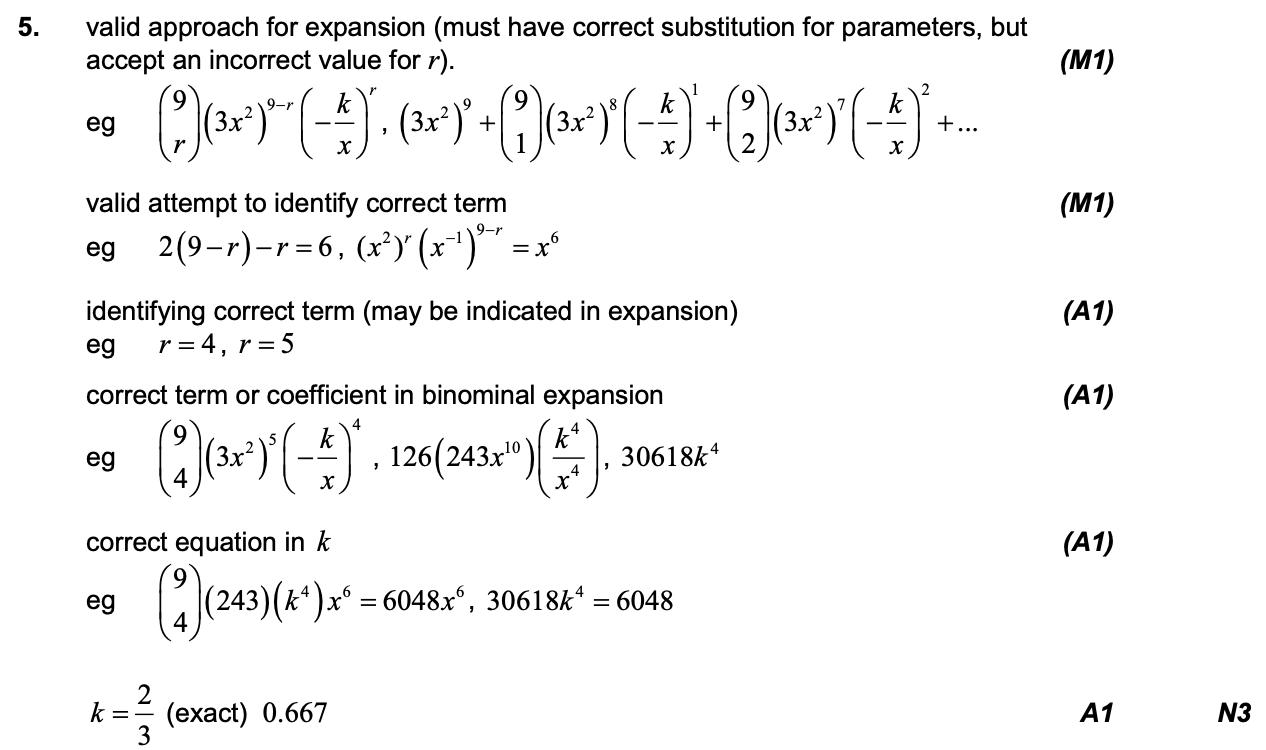 5. valid approach for expansion (must have correct substitution for parameters, but
accept an incorrect value for r). (M1)
eg \binom{9}{r}(3x^2)^{9-r}\left(-\frac{k}{x}\right)^r, (3x^2)^9+\binom{9}{1}(3x^2)^8\left(-\frac{k}{x}\right)^1+\binom{9}{2}(3x^2)^7\left(-\frac{k}{x}\right)^2+...
valid attempt to identify correct term (M1)
eg 2(9-r)-r=6, (x^2)^r(x^{-1})^{9-r}=x^6
identifying correct term (may be indicated in expansion) (A1)
eg r=4, r=5
correct term or coefficient in binominal expansion (A1)
eg \binom{9}{4}(3x^2)^5\left(-\frac{k}{x}\right)^4, 126(243x^{10})\left(\frac{k^4}{x^4}\right), 30618k^4
correct equation in k (A1)
eg \binom{9}{4}(243)(k^4)x^6=6048x^6, 30618k^4=6048
k=\frac{2}{3} (exact) 0.667 A1 N3